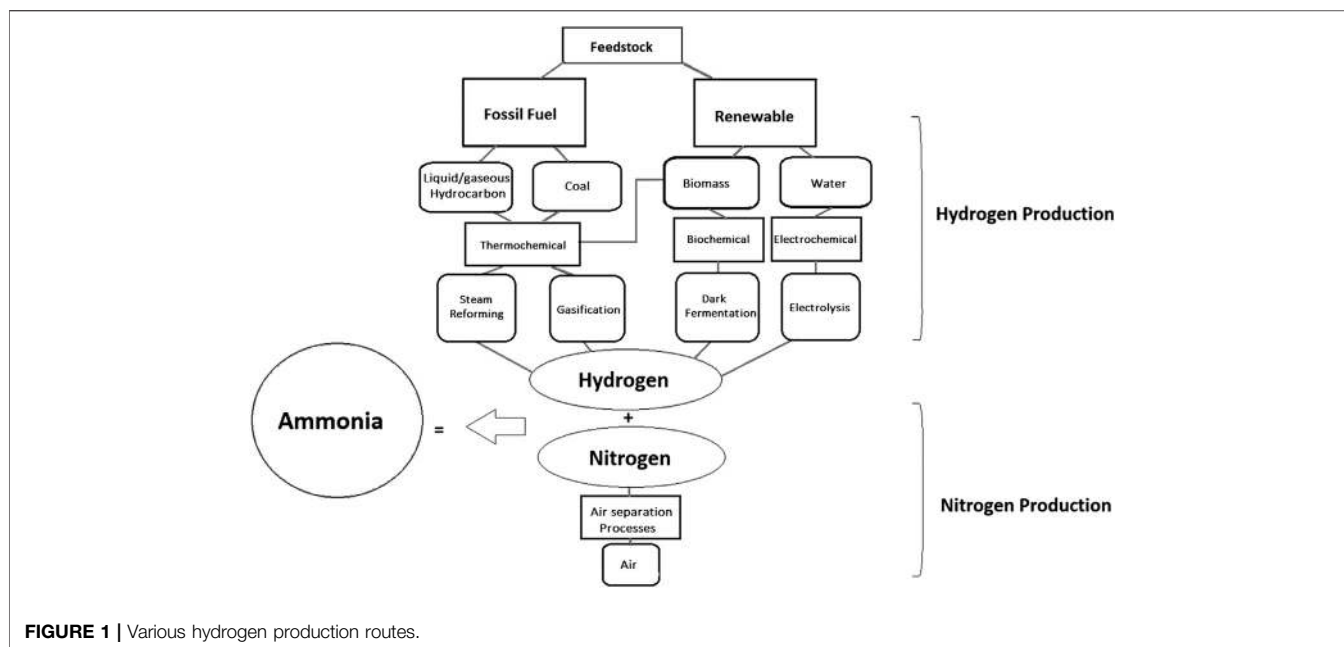 Feedstock
Fossil Fuel
Renewable
Liquid/gaseous
Hydrocarbon
Coal
Biomass
Water
Hydrogen Production
Thermochemical
Biochemical
Electrochemical
Steam
Reforming
Gasification
Dark
Fermentation
Electrolysis
Hydrogen
+
Ammonia
=
Nitrogen
Air separation
Processes
Nitrogen Production
Air
FIGURE 1 | Various hydrogen production routes.